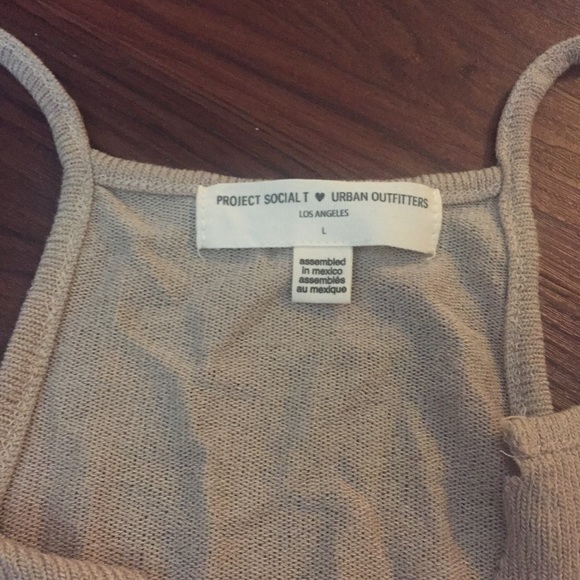 PROJECT SOCIAL T ♥ URBAN OUTFITTERS
LOS ANGELES
L
assembled
in mexico
assemblés
au mexique